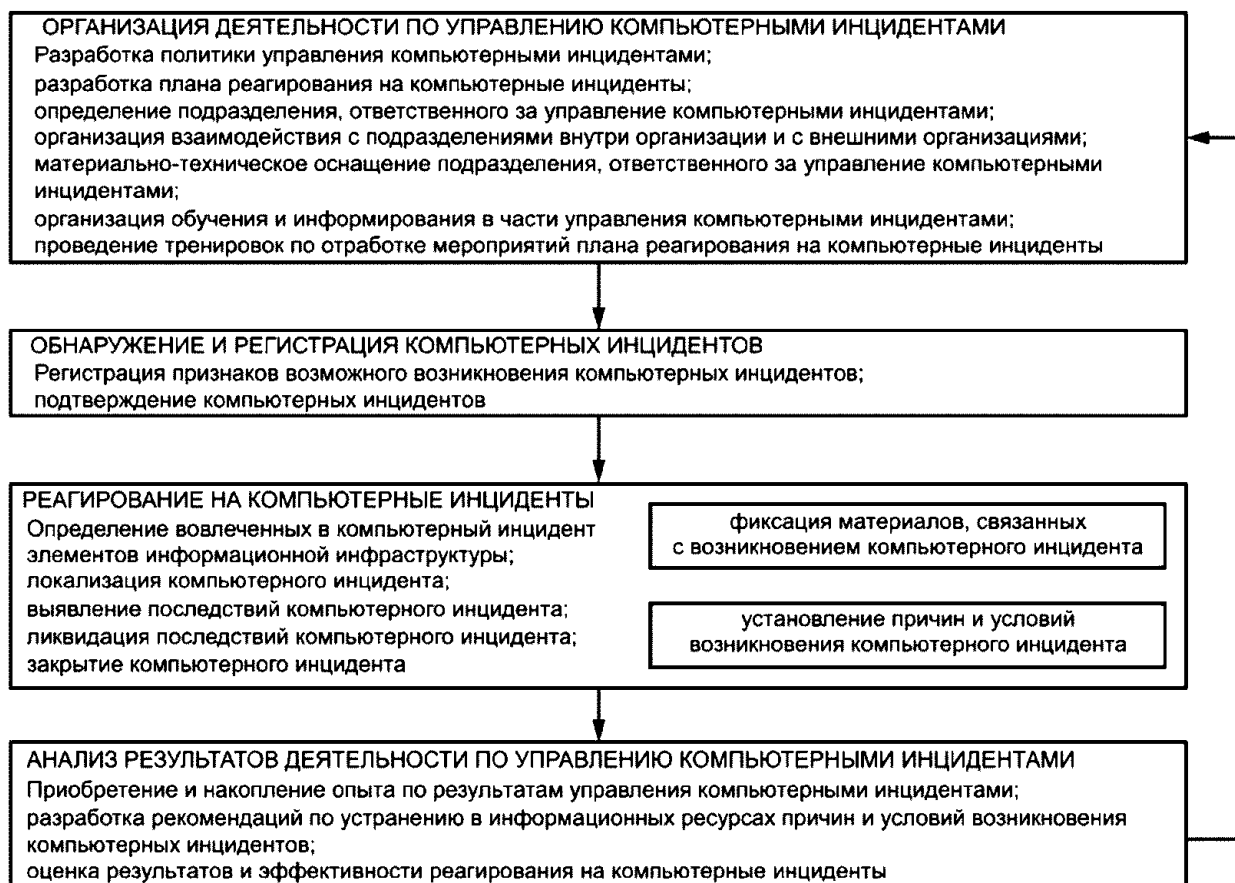 ОРГАНИЗАЦИЯ ДЕЯТЕЛЬНОСТИ ПО УПРАВЛЕНИЮ КОМПЬЮТЕРНЫМИ ИНЦИДЕНТАМИ
Разработка политики управления компьютерными инцидентами;
разработка плана реагирования на компьютерные инциденты;
определение подразделения, ответственного за управление компьютерными инцидентами;
организация взаимодействия с подразделениями внутри организации и с внешними организациями;
материально-техническое оснащение подразделения, ответственного за управление компьютерными
инцидентами;
организация обучения и информирования в части управления компьютерными инцидентами;
проведение тренировок по отработке мероприятий плана реагирования на компьютерные инциденты
ОБНАРУЖЕНИЕ И РЕГИСТРАЦИЯ КОМПЬЮТЕРНЫХ ИНЦИДЕНТОВ
Регистрация признаков возможного возникновения компьютерных инцидентов;
подтверждение компьютерных инцидентов
РЕАГИРОВАНИЕ НА КОМПЬЮТЕРНЫЕ ИНЦИДЕНТЫ
Определение вовлеченных в компьютерный инцидент
элементов информационной инфраструктуры;
локализация компьютерного инцидента;
выявление последствий компьютерного инцидента;
ликвидация последствий компьютерного инцидента;
закрытие компьютерного инцидента
фиксация материалов, связанных
с возникновением компьютерного инцидента
установление причин и условий
возникновения компьютерного инцидента
АНАЛИЗ РЕЗУЛЬТАТОВ ДЕЯТЕЛЬНОСТИ ПО УПРАВЛЕНИЮ КОМПЬЮТЕРНЫМИ ИНЦИДЕНТАМИ
Приобретение и накопление опыта по результатам управления компьютерными инцидентами;
разработка рекомендаций по устранению в информационных ресурсах причин и условий возникновения
компьютерных инцидентов;
оценка результатов и эффективности реагирования на компьютерные инциденты